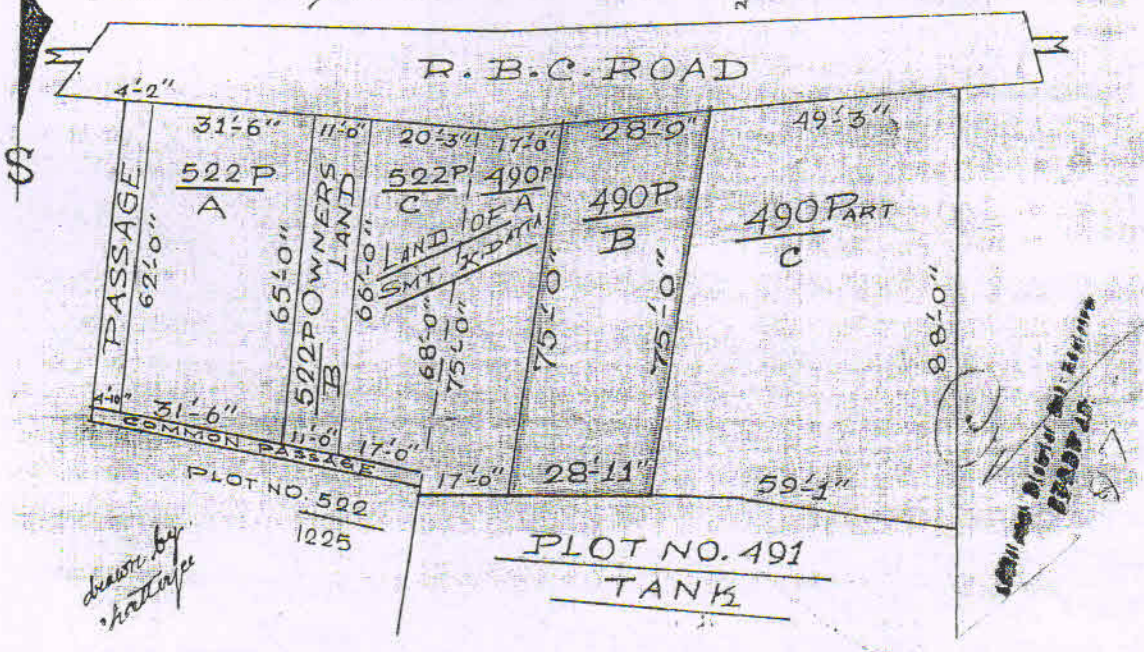 R.B.C. ROAD
4'-2"
31'-6"
11'-0"
20'-3"
17'-0"
28'-9"
49'-3"
S
PASSAGE
62'-0"
522 P
A
65'-0"
522P OWNERS
B LAND
66'-0"
522P
C
490P
A
LAND OF
SMT. K. DATTA
68'-0"
75'-0"
75'-0"
490P
B
75'-0"
490 PART
C
88'-0"
4'-10"
31'-6"
11'-0"
17'-0"
COMMON PASSAGE
17'-0"
28'-11"
59'-1"
PLOT NO. 522
1225
PLOT NO. 491
TANK
drawn by